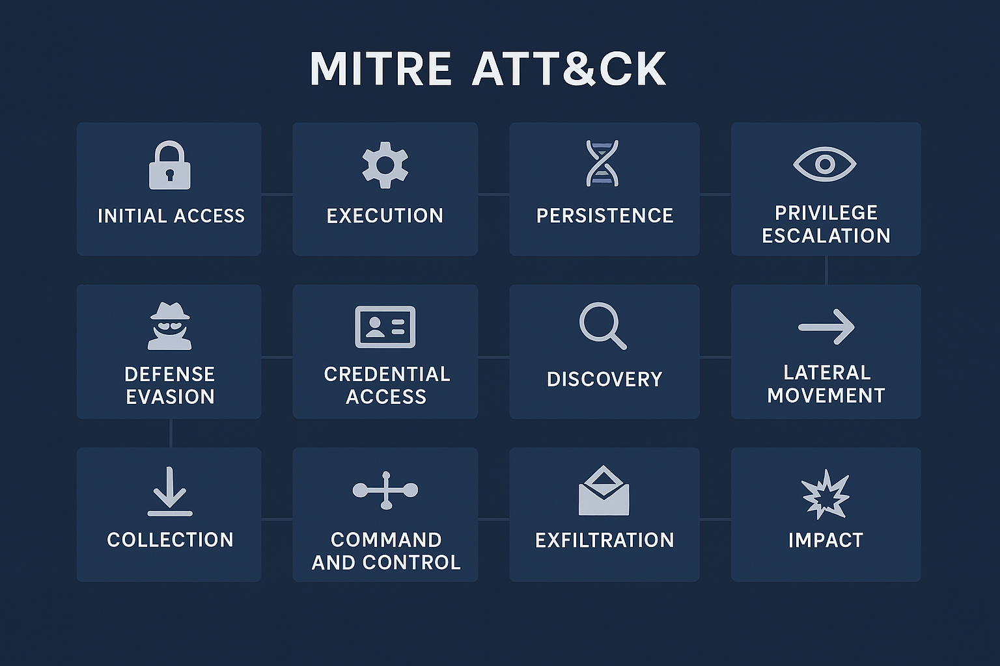 MITRE ATT&CK
INITIAL ACCESS
EXECUTION
PERSISTENCE
PRIVILEGE
ESCALATION
DEFENSE
EVASION
CREDENTIAL
ACCESS
DISCOVERY
LATERAL
MOVEMENT
COLLECTION
COMMAND
AND CONTROL
EXFILTRATION
IMPACT